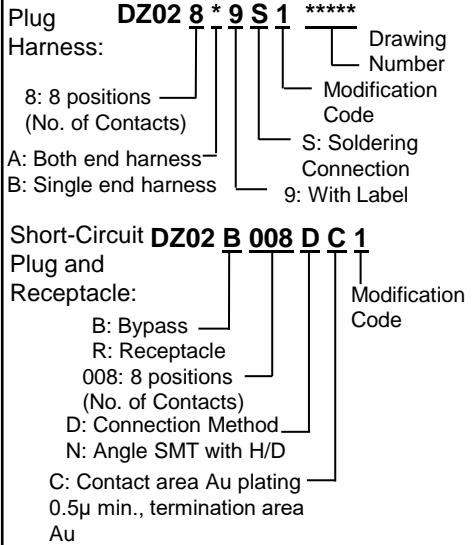 Plug
Harness:
DZ02 8 * 9 S 1 *****
Drawing
Number
Modification
Code
8: 8 positions
(No. of Contacts)
S: Soldering
Connection
A: Both end harness
B: Single end harness
9: With Label
Short-Circuit
Plug and
Receptacle:
DZ02 B 008 D C 1
Modification
Code
B: Bypass
R: Receptacle
008: 8 positions
(No. of Contacts)
D: Connection Method
N: Angle SMT with H/D
C: Contact area Au plating
0.5μ min., termination area
Au